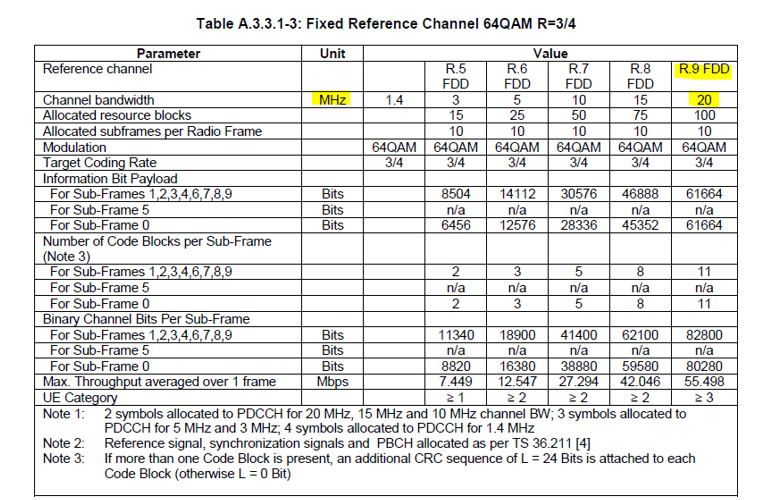 Table A.3.3.1-3: Fixed Reference Channel 64QAM R=3/4
Parameter Unit Value
Reference channel R.5 FDD R.6 FDD R.7 FDD R.8 FDD R.9 FDD
Channel bandwidth MHz 1.4 3 5 10 15 20
Allocated resource blocks 15 25 50 75 100
Allocated subframes per Radio Frame 10 10 10 10 10
Modulation 64QAM 64QAM 64QAM 64QAM 64QAM 64QAM
Target Coding Rate 3/4 3/4 3/4 3/4 3/4 3/4
Information Bit Payload
For Sub-Frames 1,2,3,4,6,7,8,9 Bits 8504 14112 30576 46888 61664
For Sub-Frame 5 Bits n/a n/a n/a n/a n/a
For Sub-Frame 0 Bits 6456 12576 28336 45352 61664
Number of Code Blocks per Sub-Frame
(Note 3)
For Sub-Frames 1,2,3,4,6,7,8,9 2 3 5 8 11
For Sub-Frame 5 n/a n/a n/a n/a n/a
For Sub-Frame 0 2 3 5 8 11
Binary Channel Bits Per Sub-Frame
For Sub-Frames 1,2,3,4,6,7,8,9 Bits 11340 18900 41400 62100 82800
For Sub-Frame 5 Bits n/a n/a n/a n/a n/a
For Sub-Frame 0 Bits 8820 16380 38880 59580 80280
Max. Throughput averaged over 1 frame Mbps 7.449 12.547 27.294 42.046 55.498
UE Category ≥ 1 ≥ 2 ≥ 2 ≥ 2 ≥ 3
Note 1: 2 symbols allocated to PDCCH for 20 MHz, 15 MHz and 10 MHz channel BW; 3 symbols allocated to
PDCCH for 5 MHz and 3 MHz; 4 symbols allocated to PDCCH for 1.4 MHz
Note 2: Reference signal, synchronization signals and PBCH allocated as per TS 36.211 [4]
Note 3: If more than one Code Block is present, an additional CRC sequence of L = 24 Bits is attached to each
Code Block (otherwise L = 0 Bit)